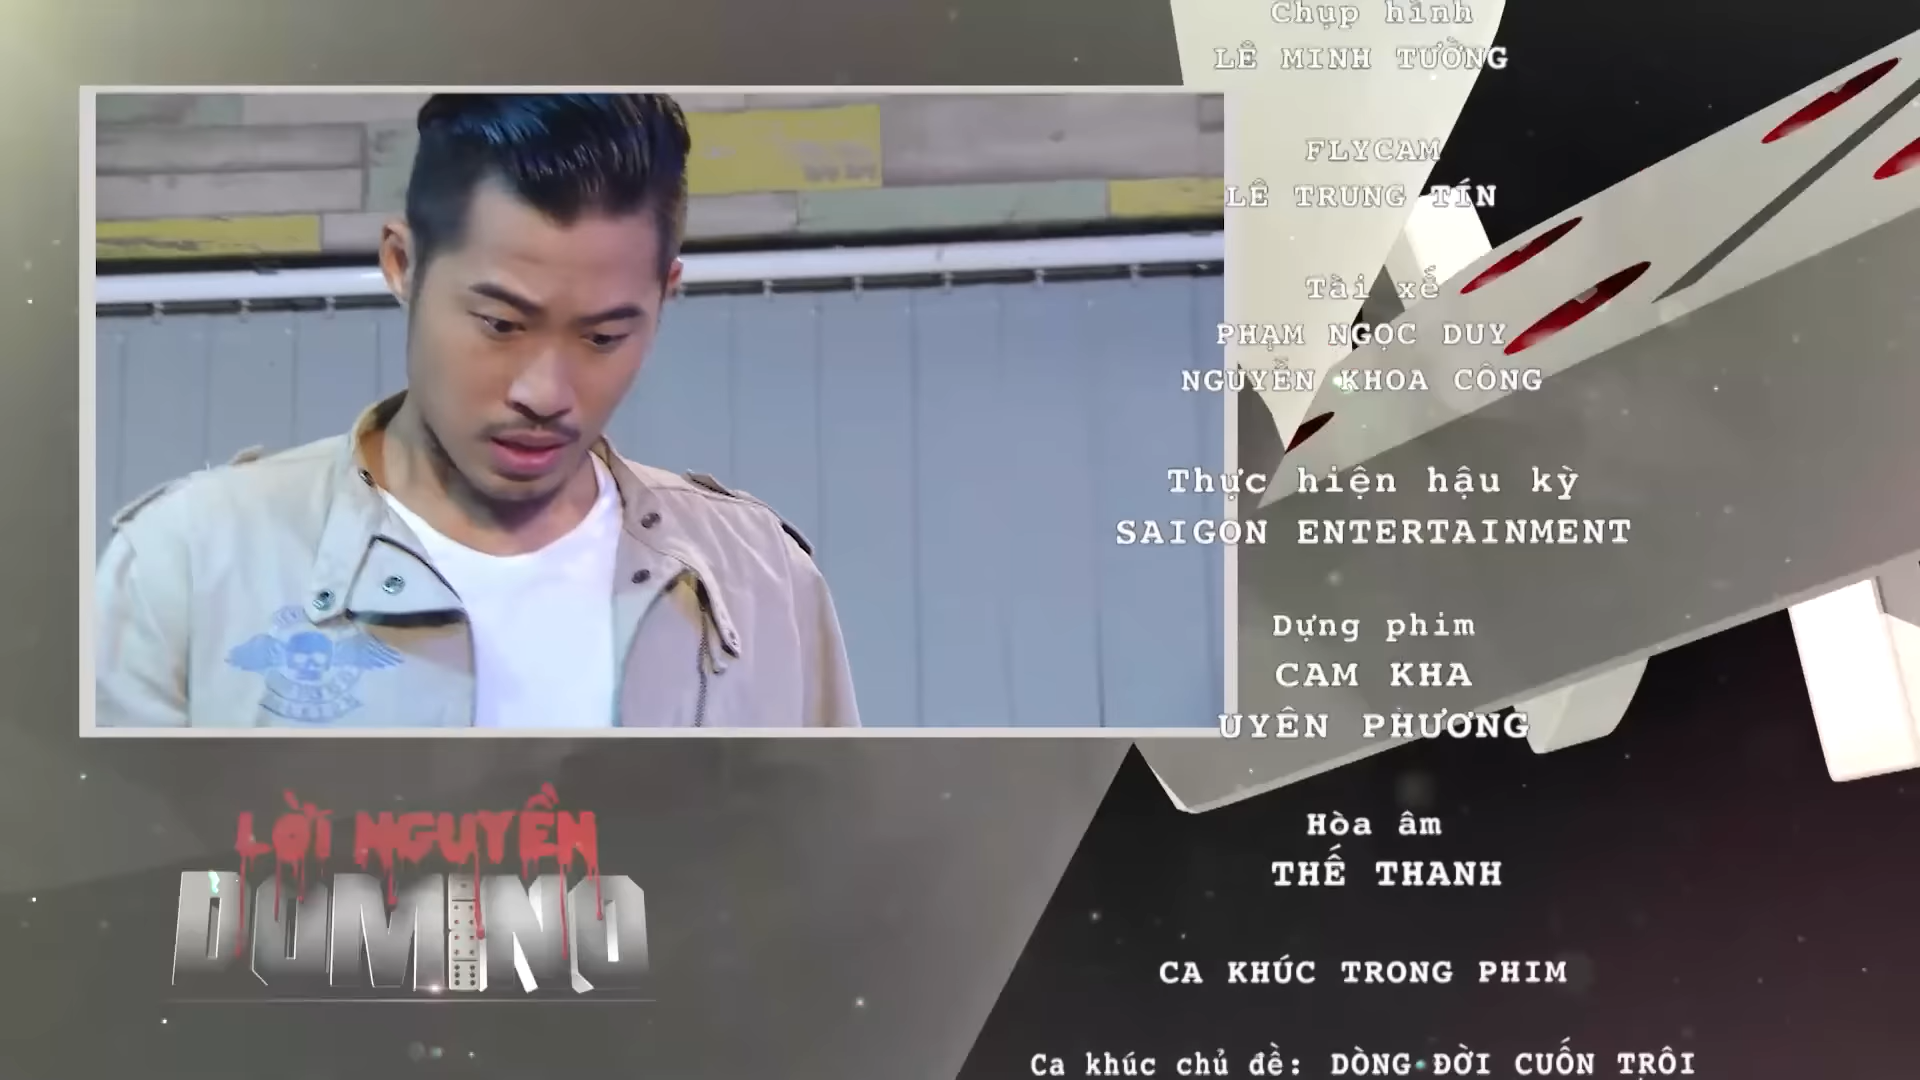 Chụp hình
LÊ MINH TƯỜNG
FLYCAM
LÊ TRUNG TÍN
Tài xế
PHẠM NGỌC DUY
NGUYỄN KHOA CÔNG
Thực hiện hậu kỳ
SAIGON ENTERTAINMENT
Dựng phim
CAM KHA
UYÊN PHƯƠNG
Hòa âm
THẾ THANH
CA KHÚC TRONG PHIM
Ca khúc chủ đề: DÒNG ĐỜI CUỐN TRÔI
LỜI NGUYỀN
DOMINO